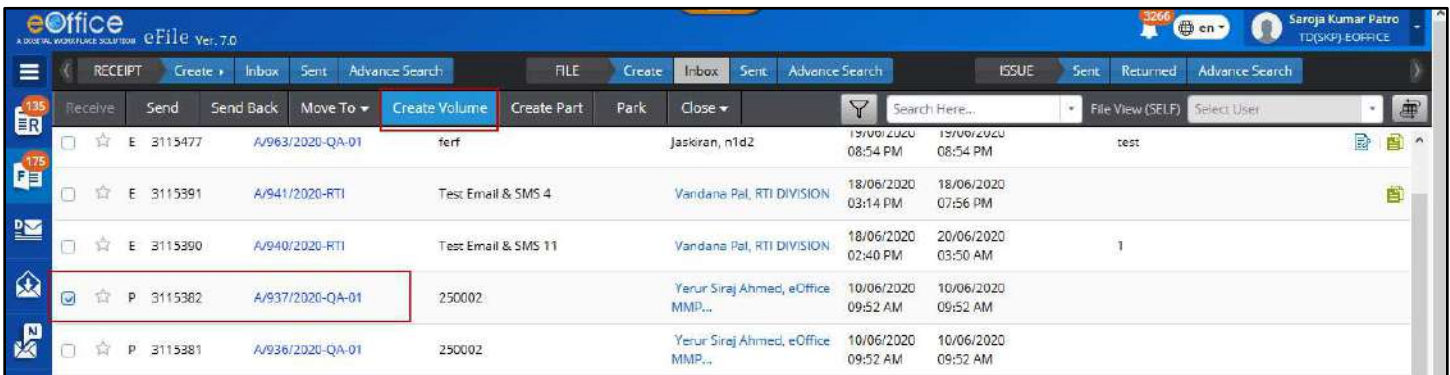 3266
eOffice
A DIGITAL WORKPLACE SOLUTION eFile Ver. 7.0
en
Saroja Kumar Patro
TD(SKP)-EOFFICE
RECEIPT Create Inbox Sent Advance Search FILE Create Inbox Sent Advance Search ISSUE Sent Returned Advance Search
135
R
Receive Send Send Back Move To Create Volume Create Part Park Close Search Here... File View (SELF) Select User
E 3115477 A/963/2020-QA-01 ferf Jaskiran, n1d2 19/06/2020 19/06/2020 test
08:54 PM 08:54 PM
175
F
E 3115391 A/941/2020-RTI Test Email & SMS 4 Vandana Pal, RTI DIVISION 18/06/2020 18/06/2020
03:14 PM 07:56 PM
D
E 3115390 A/940/2020-RTI Test Email & SMS 11 Vandana Pal, RTI DIVISION 18/06/2020 20/06/2020 1
02:40 PM 03:50 AM
P 3115382 A/937/2020-QA-01 250002 Yerur Siraj Ahmed, eOffice 10/06/2020 10/06/2020
MMP... 09:52 AM 09:52 AM
N
P 3115381 A/936/2020-QA-01 250002 Yerur Siraj Ahmed, eOffice 10/06/2020 10/06/2020
MMP... 09:52 AM 09:52 AM